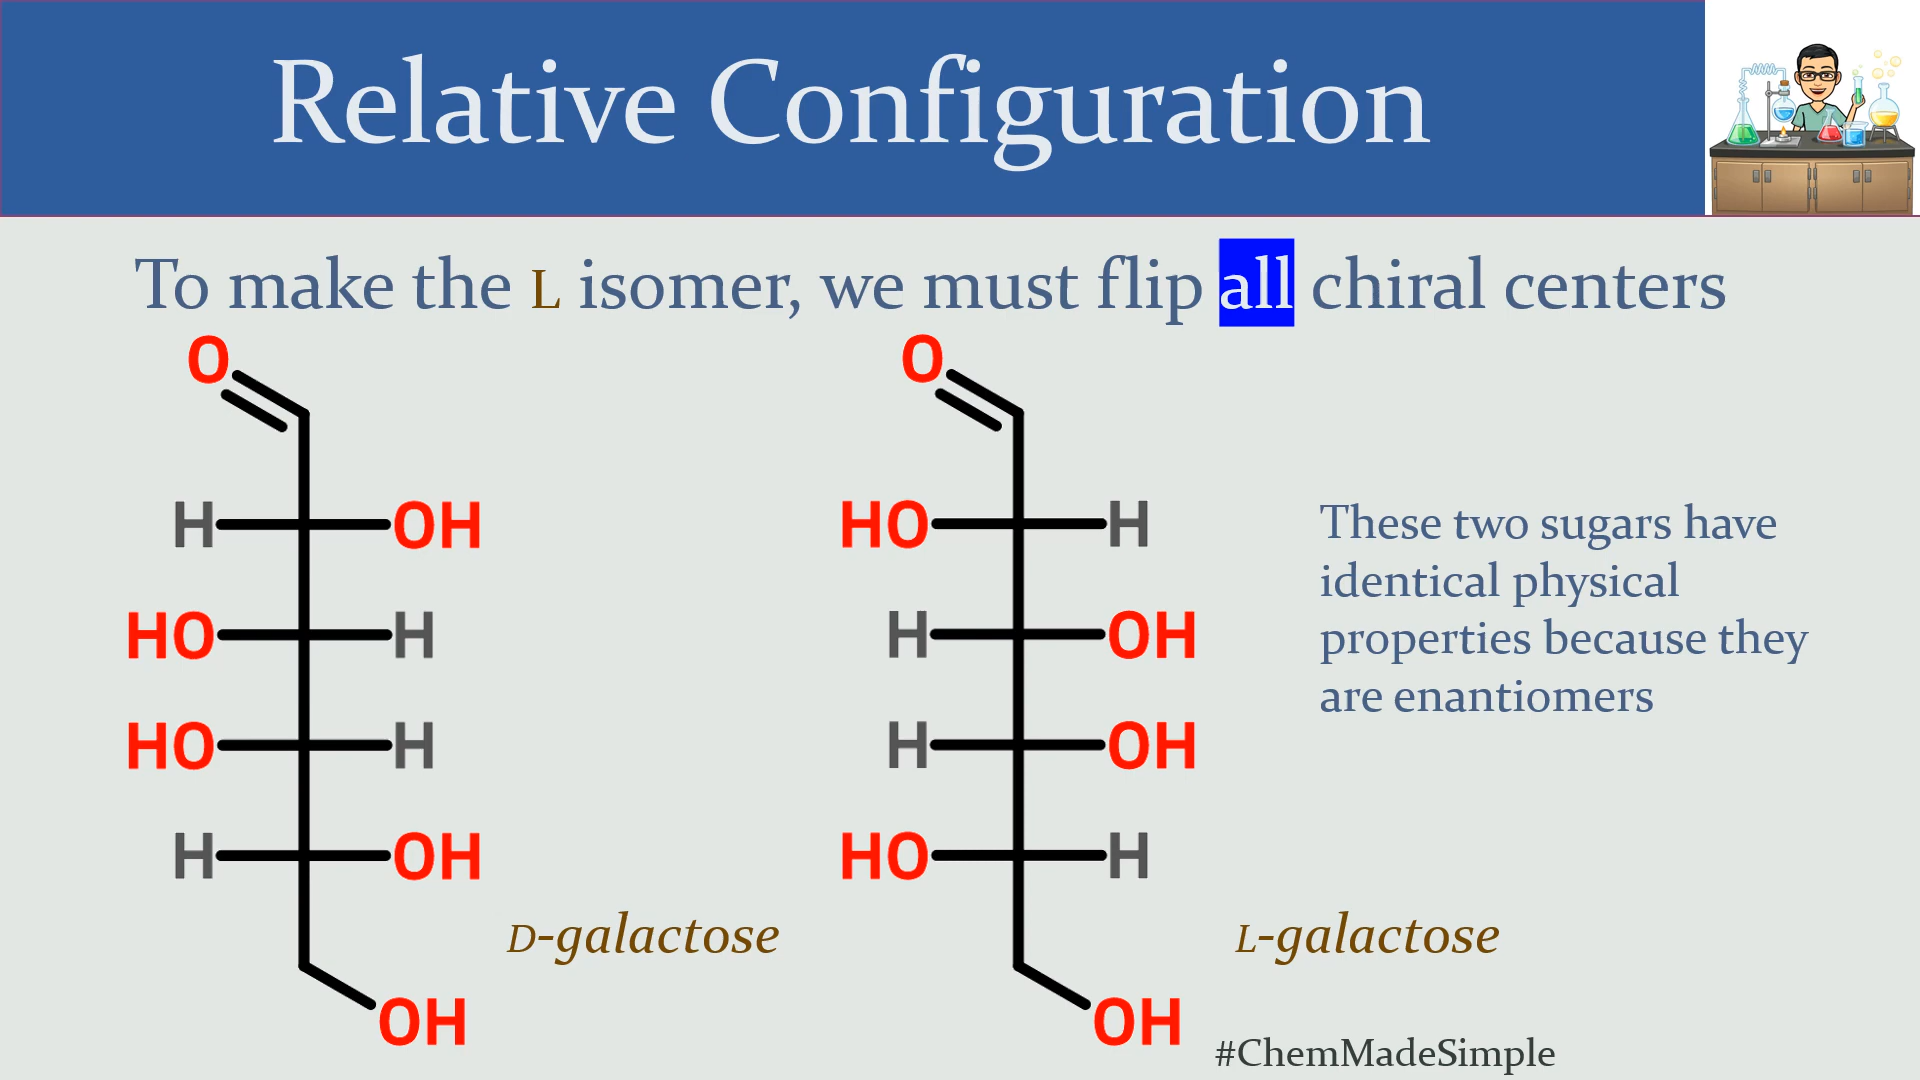 Relative Configuration
To make the L isomer, we must flip all chiral centers
O
H OH
HO H
HO H
H OH
OH
D-galactose
O
HO H
H OH
H OH
HO H
OH
L-galactose
These two sugars have
identical physical
properties because they
are enantiomers
#ChemMadeSimple